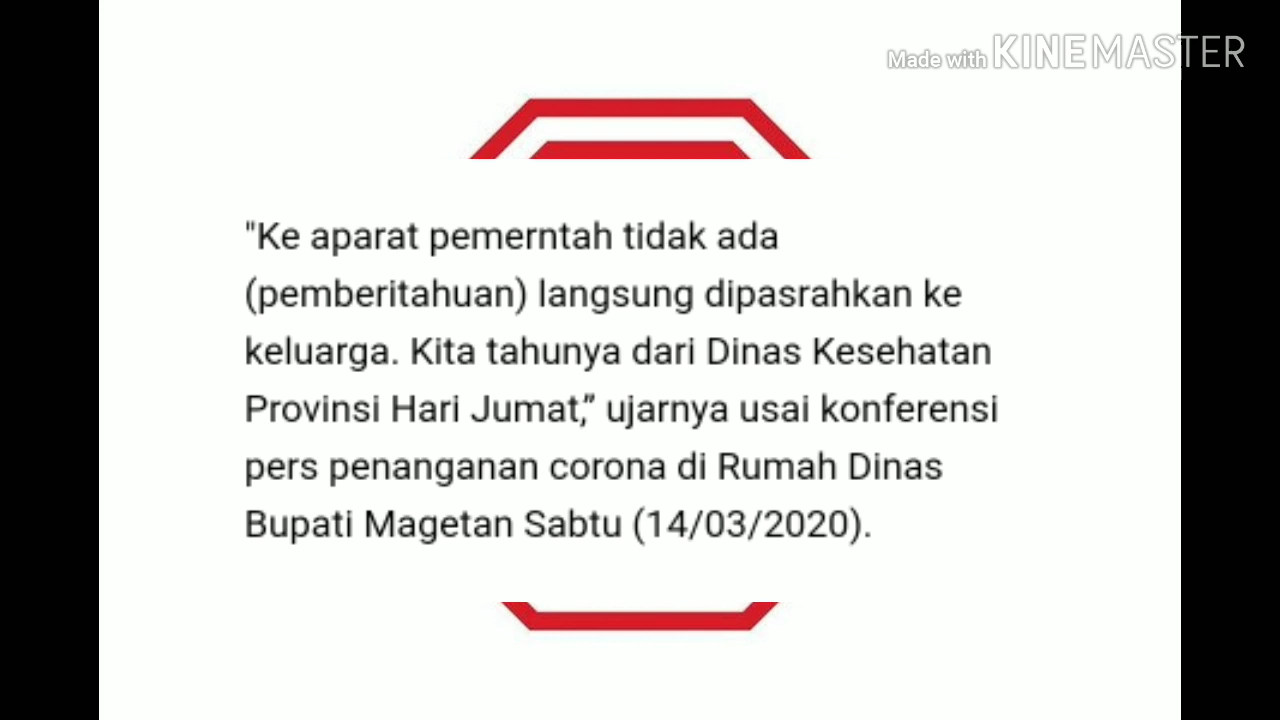 Made with KINEMASTER
"Ke aparat pemerntah tidak ada
(pemberitahuan) langsung dipasrahkan ke
keluarga. Kita tahunya dari Dinas Kesehatan
Provinsi Hari Jumat,” ujarnya usai konferensi
pers penanganan corona di Rumah Dinas
Bupati Magetan Sabtu (14/03/2020).